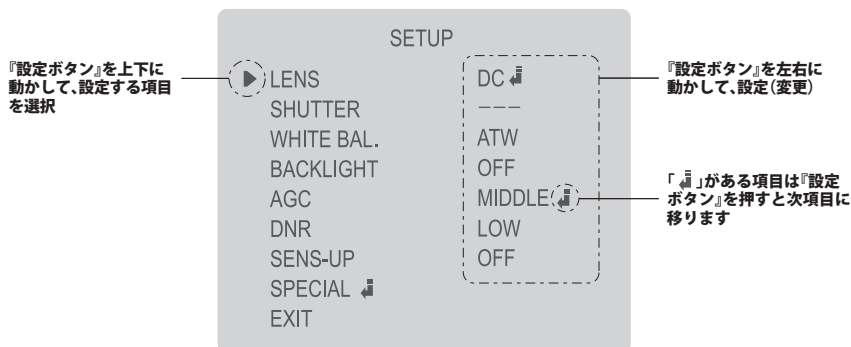 SETUP
『設定ボタン』を上下に
動かして、設定する項目
を選択
LENS DC
SHUTTER ---
WHITE BAL. ATW
BACKLIGHT OFF
AGC MIDDLE
DNR LOW
SENS-UP OFF
SPECIAL
EXIT
『設定ボタン』を左右に
動かして、設定(変更)
「↲」がある項目は『設定
ボタン』を押すと次項目に
移ります